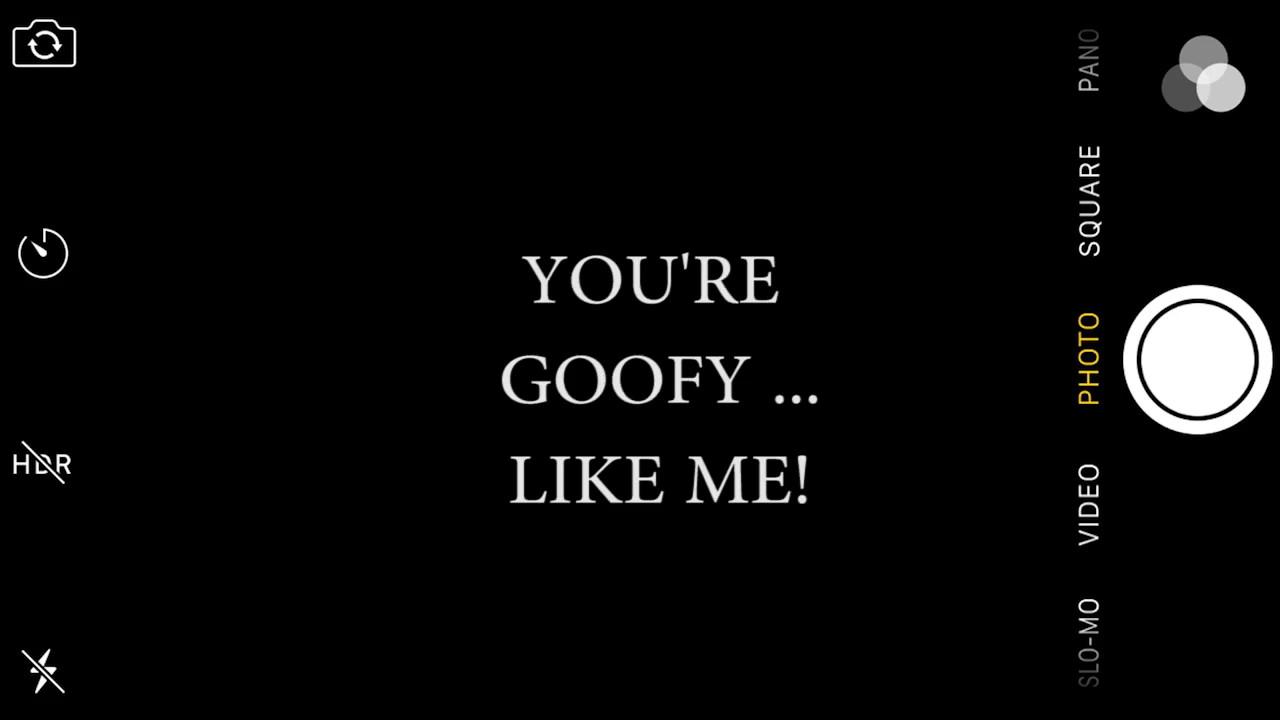 YOU'RE
GOOFY ...
LIKE ME!
HDR
PANO
SQUARE
PHOTO
VIDEO
SLO-MO